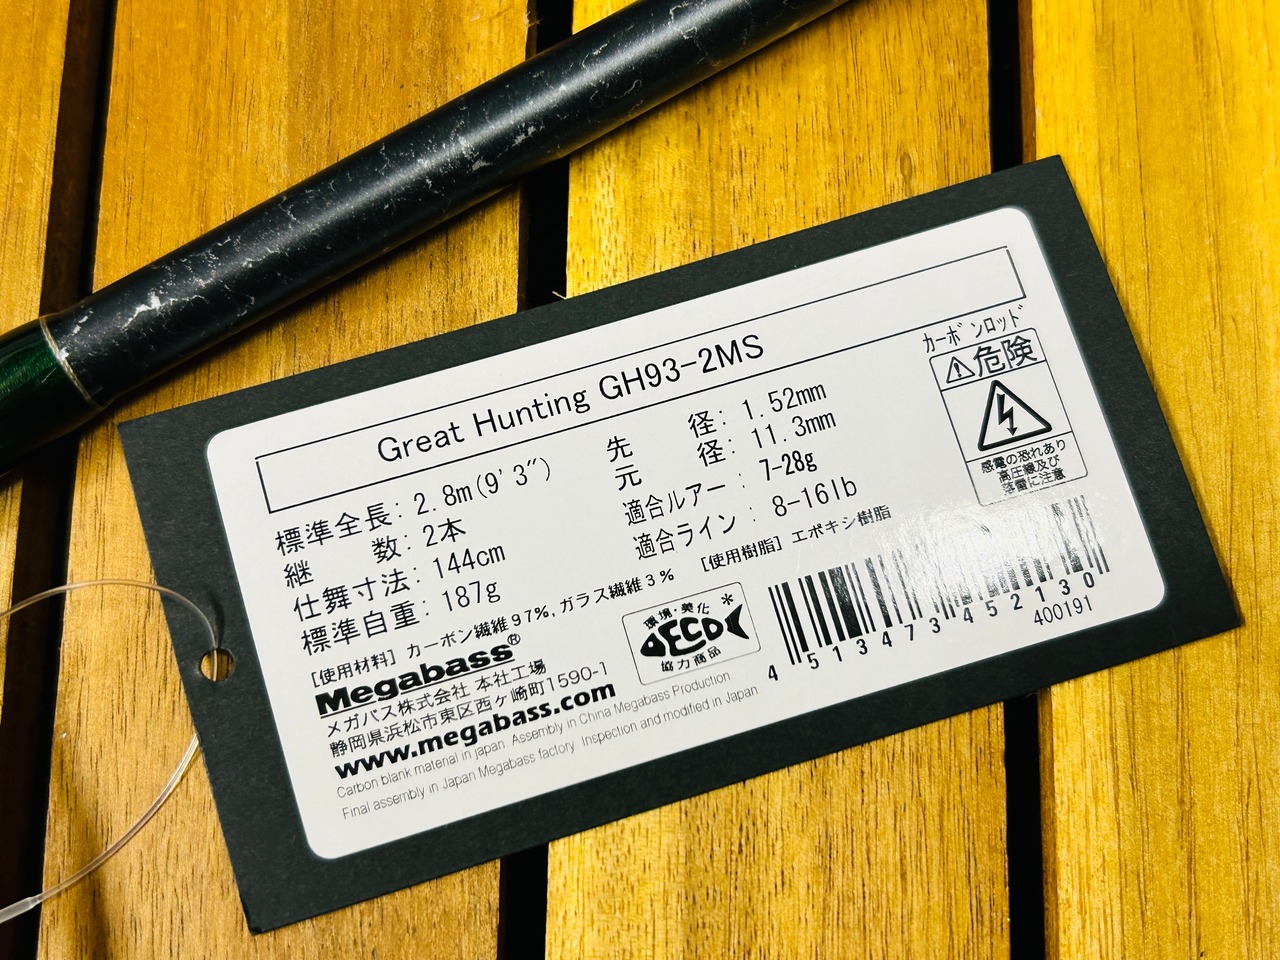 Great Hunting GH93-2MS
カーボンロッド
⚠危険
感電の恐れあり
高圧線及び
落雷に注意
標準全長: 2.8m(9'3")
継 数: 2本
仕舞寸法: 144cm
標準自重: 187g
先 径: 1.52mm
元 径: 11.3mm
適合ルアー : 7-28g
適合ライン : 8-16lb
[使用材料] カーボン繊維97%,ガラス繊維3% [使用樹脂] エポキシ樹脂
Megabass®
メガバス株式会社 本社工場
静岡県浜松市東区西ヶ崎町1590-1
www.megabass.com
Carbon blank material in japan. Assembly in China Megabass Production
Final assembly in Japan Megabass factory Inspection and modified in Japan
環境・美化
DECO
協力商品
4513473452130
400191